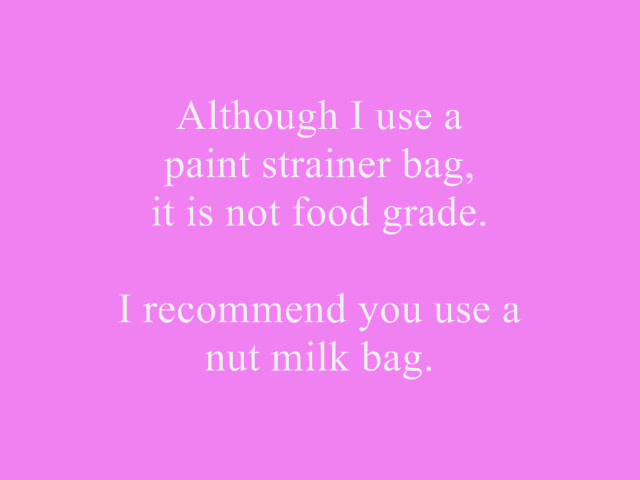 Although I use a
paint strainer bag,
it is not food grade.
I recommend you use a
nut milk bag.